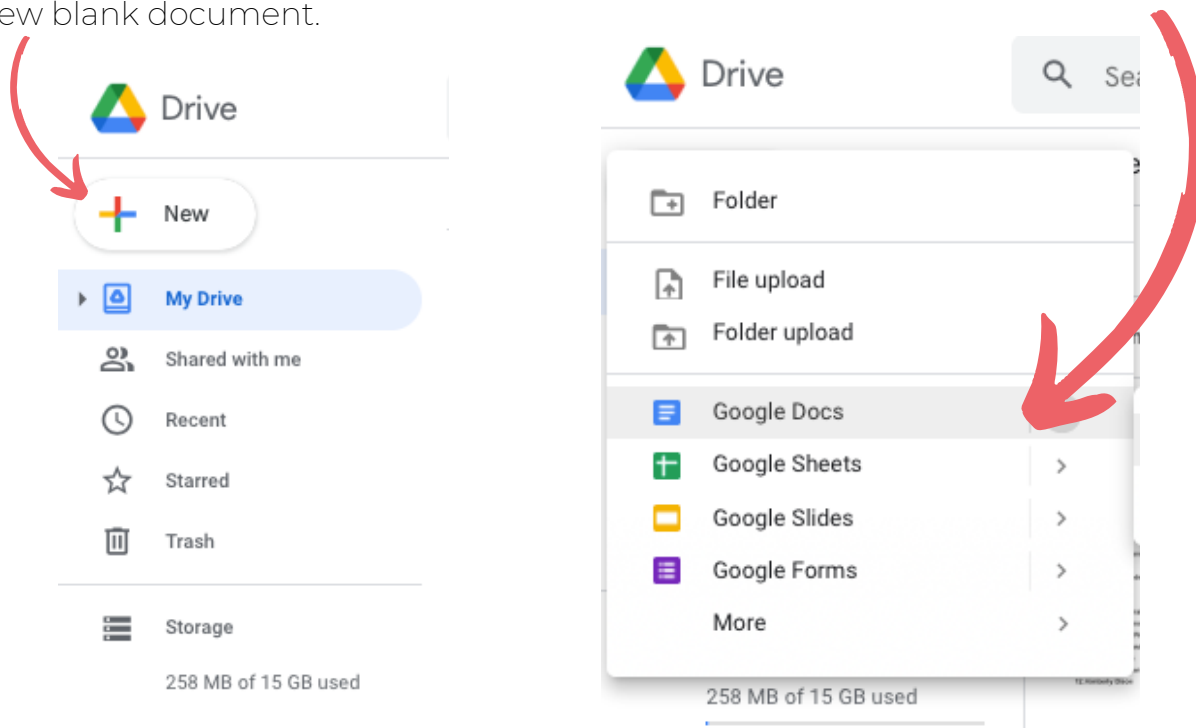 ew blank document.
Drive
New
My Drive
Shared with me
Recent
Starred
Trash
Storage
258 MB of 15 GB used
Drive
Sea
Folder
File upload
Folder upload
Google Docs
Google Sheets
Google Slides
Google Forms
More
258 MB of 15 GB used